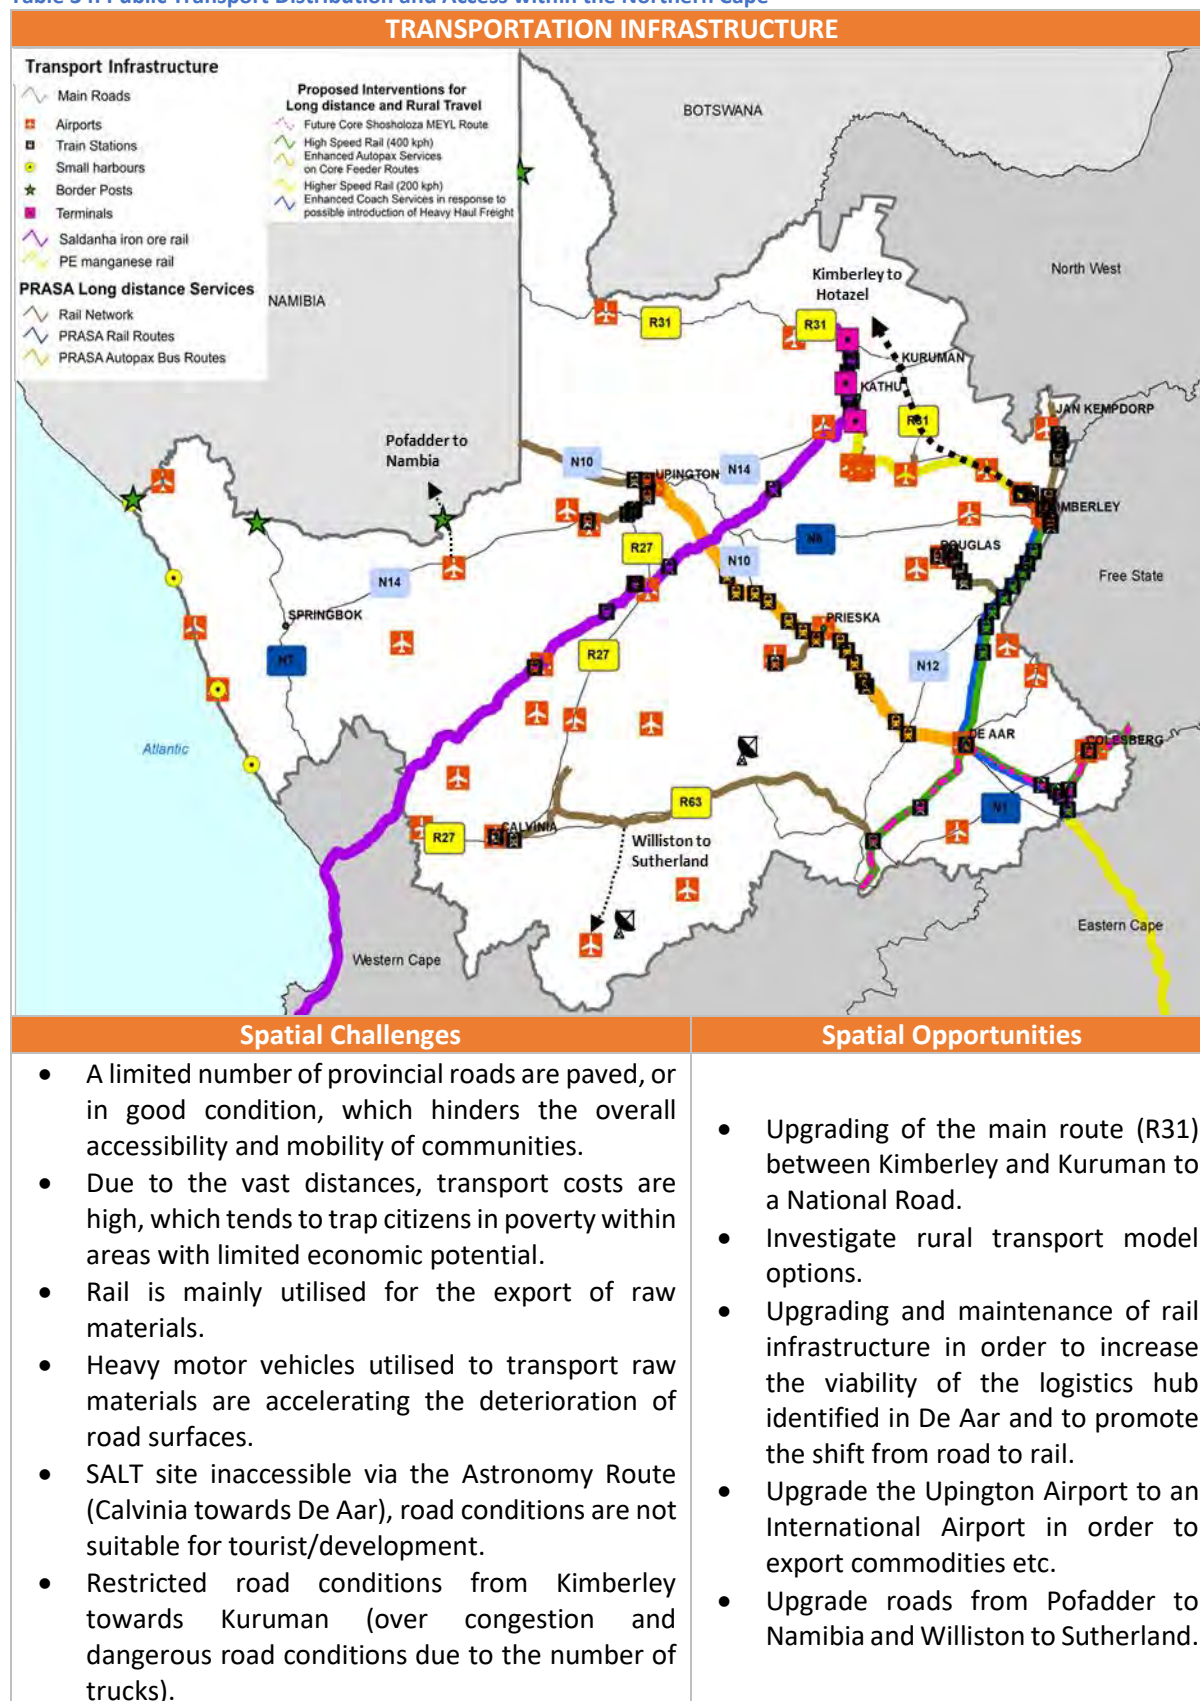 TRANSPORTATION INFRASTRUCTURE
Transport Infrastructure
Main Roads
Airports
Train Stations
Small harbours
Border Posts
Terminals
Saldanha iron ore rail
PE manganese rail
PRASA Long distance Services
Rail Network
PRASA Rail Routes
PRASA Autopax Bus Routes
Proposed Interventions for
Long distance and Rural Travel
Future Core Shosholoza MEYL Route
High Speed Rail (400 kph)
Enhanced Autopax Services
on Core Feeder Routes
Higher Speed Rail (200 kph)
Enhanced Coach Services in response to
possible introduction of Heavy Haul Freight
BOTSWANA
North West
NAMIBIA
Kimberley to
Hotazel
R31
R31
KURUMAN
KATHU
JAN KEMPDORP
R31
Pofadder to
Nambia
N10
UPINGTON
N14
N8
R27
N10
DOUGLAS
Free State
N14
SPRINGBOK
N7
PRIESKA
R27
N12
Atlantic
DE AAR
COLESBERG
N1
R63
R27
CALVINIA
Williston to
Sutherland
Eastern Cape
Western Cape
Spatial Challenges
• A limited number of provincial roads are paved, or
in good condition, which hinders the overall
accessibility and mobility of communities.
• Due to the vast distances, transport costs are
high, which tends to trap citizens in poverty within
areas with limited economic potential.
• Rail is mainly utilised for the export of raw
materials.
• Heavy motor vehicles utilised to transport raw
materials are accelerating the deterioration of
road surfaces.
• SALT site inaccessible via the Astronomy Route
(Calvinia towards De Aar), road conditions are not
suitable for tourist/development.
• Restricted road conditions from Kimberley
towards Kuruman (over congestion and
dangerous road conditions due to the number of
trucks).
Spatial Opportunities
• Upgrading of the main route (R31)
between Kimberley and Kuruman to
a National Road.
• Investigate rural transport model
options.
• Upgrading and maintenance of rail
infrastructure in order to increase
the viability of the logistics hub
identified in De Aar and to promote
the shift from road to rail.
• Upgrade the Upington Airport to an
International Airport in order to
export commodities etc.
• Upgrade roads from Pofadder to
Namibia and Williston to Sutherland.